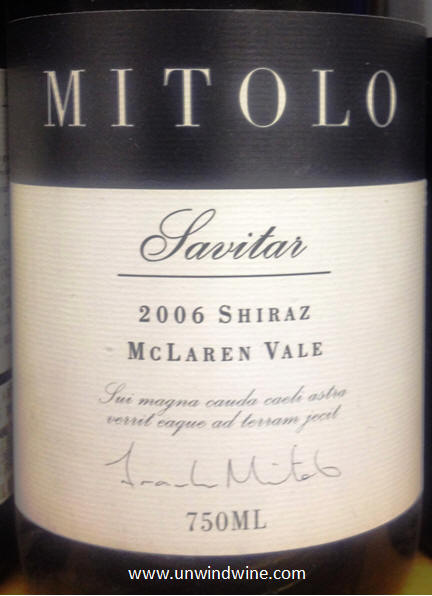 MITOLO
Savitar
2006 SHIRAZ
MCLAREN VALE
Sui magna cauda caeli astra
verrit eaque ad terram jecit
750ML
www.unwindwine.com